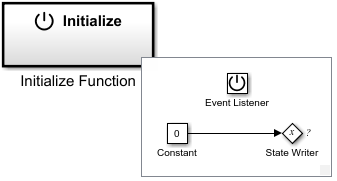 Initialize
Initialize Function
Event Listener
0
x ?
Constant
State Writer